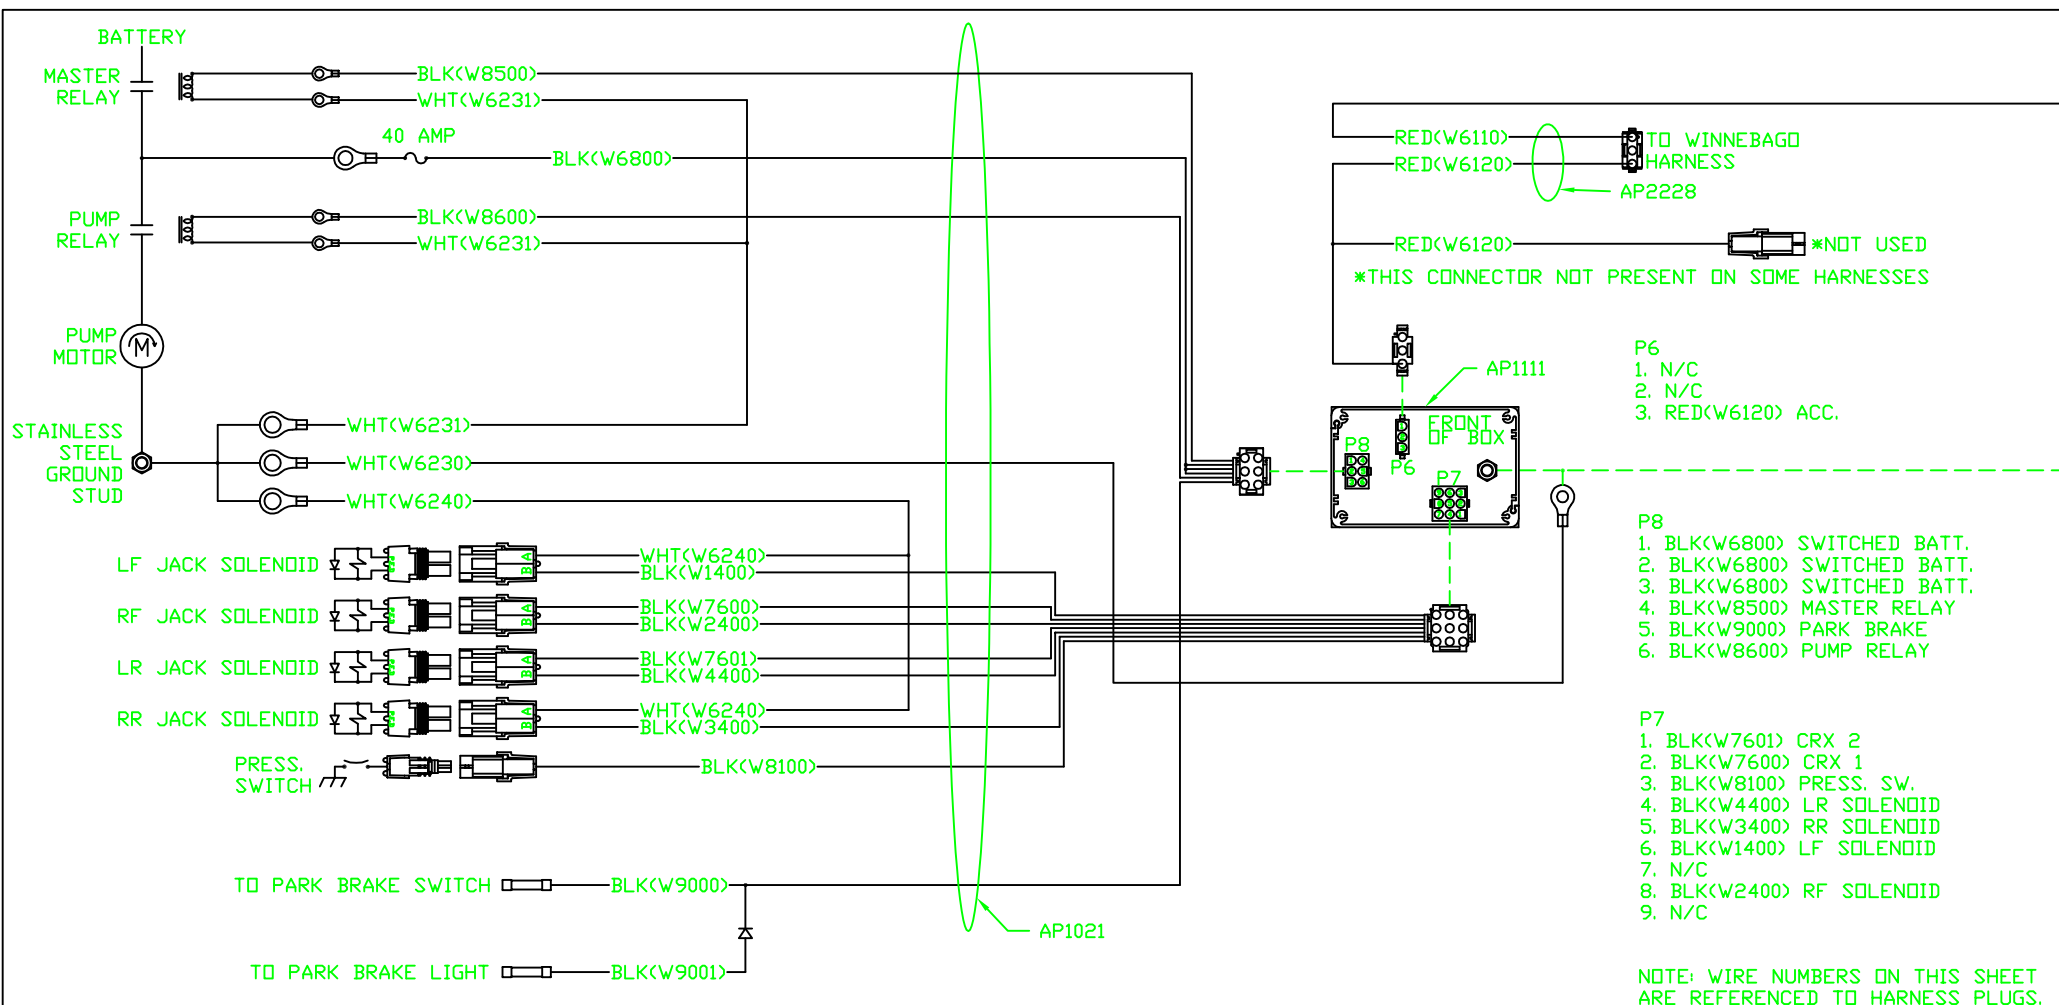 BATTERY
MASTER
RELAY
BLK(W8500)
WHT(W6231)
40 AMP
BLK(W6800)
PUMP
RELAY
BLK(W8600)
WHT(W6231)
PUMP
MOTOR
M
STAINLESS
STEEL
GROUND
STUD
WHT(W6231)
WHT(W6230)
WHT(W6240)
LF JACK SOLENOID
A
B
WHT(W6240)
BLK(W1400)
RF JACK SOLENOID
A
B
BLK(W7600)
BLK(W2400)
LR JACK SOLENOID
A
B
BLK(W7601)
BLK(W4400)
RR JACK SOLENOID
A
B
WHT(W6240)
BLK(W3400)
PRESS.
SWITCH
BLK(W8100)
TO PARK BRAKE SWITCH
BLK(W9000)
TO PARK BRAKE LIGHT
BLK(W9001)
AP1021
RED(W6110)
RED(W6120)
TO WINNEBAGO
HARNESS
AP2228
RED(W6120)
*NOT USED
*THIS CONNECTOR NOT PRESENT ON SOME HARNESSES
AP1111
FRONT
OF BOX
P8
P6
P7
P6
1. N/C
2. N/C
3. RED(W6120) ACC.
P8
1. BLK(W6800) SWITCHED BATT.
2. BLK(W6800) SWITCHED BATT.
3. BLK(W6800) SWITCHED BATT.
4. BLK(W8500) MASTER RELAY
5. BLK(W9000) PARK BRAKE
6. BLK(W8600) PUMP RELAY
P7
1. BLK(W7601) CRX 2
2. BLK(W7600) CRX 1
3. BLK(W8100) PRESS. SW.
4. BLK(W4400) LR SOLENOID
5. BLK(W3400) RR SOLENOID
6. BLK(W1400) LF SOLENOID
7. N/C
8. BLK(W2400) RF SOLENOID
9. N/C
NOTE: WIRE NUMBERS ON THIS SHEET
ARE REFERENCED TO HARNESS PLUGS.